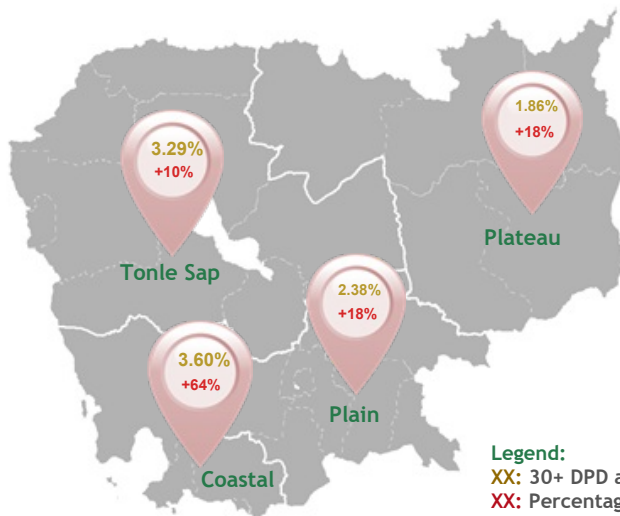 1.86%
+18%
Plateau
3.29%
+10%
Tonle Sap
2.38%
+18%
Plain
3.60%
+64%
Coastal
Legend:
XX: 30+ DPD
XX: Percentag